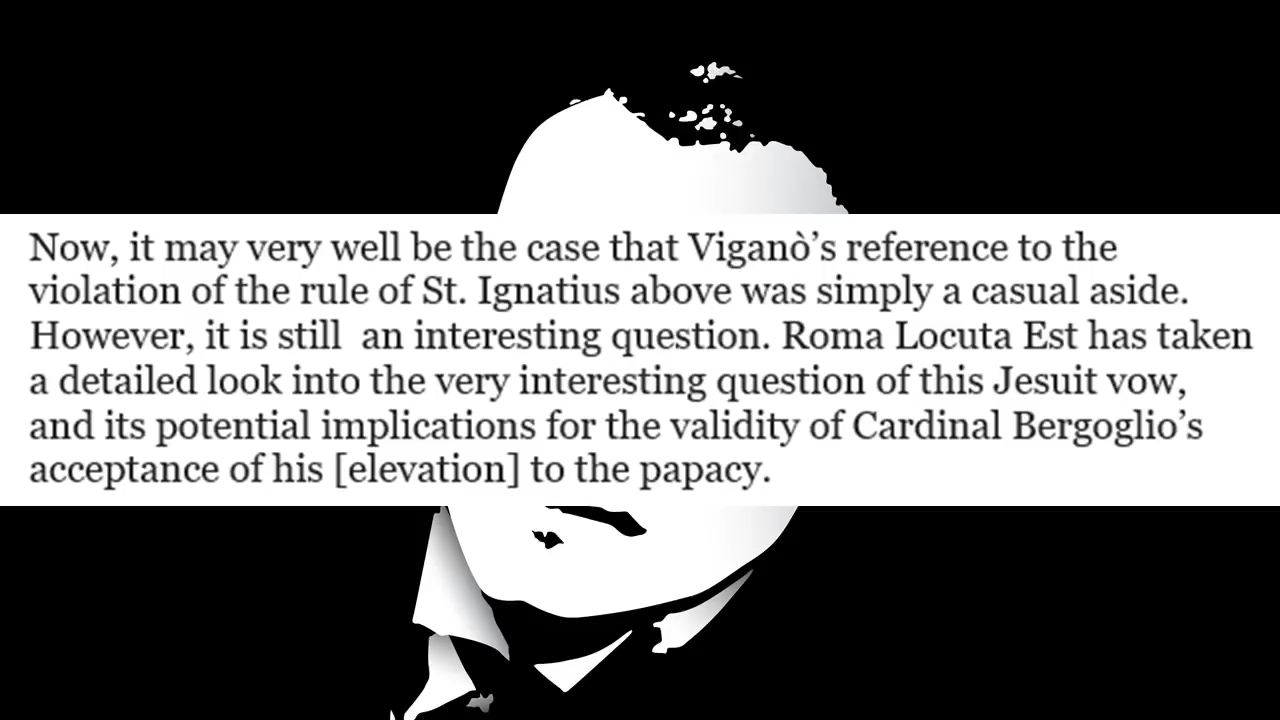 Now, it may very well be the case that Viganò’s reference to the
violation of the rule of St. Ignatius above was simply a casual aside.
However, it is still  an interesting question. Roma Locuta Est has taken
a detailed look into the very interesting question of this Jesuit vow,
and its potential implications for the validity of Cardinal Bergoglio’s
acceptance of his [elevation] to the papacy.